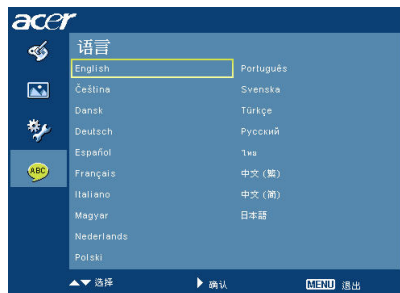 acer
语言
English
Čeština
Dansk
Deutsch
Español
Français
Italiano
Magyar
Nederlands
Polski
Português
Svenska
Türkçe
Русский
ไทย
中文 (繁)
中文 (简)
日本語
ABC
▲▼ 选择
▶ 确认
MENU 退出